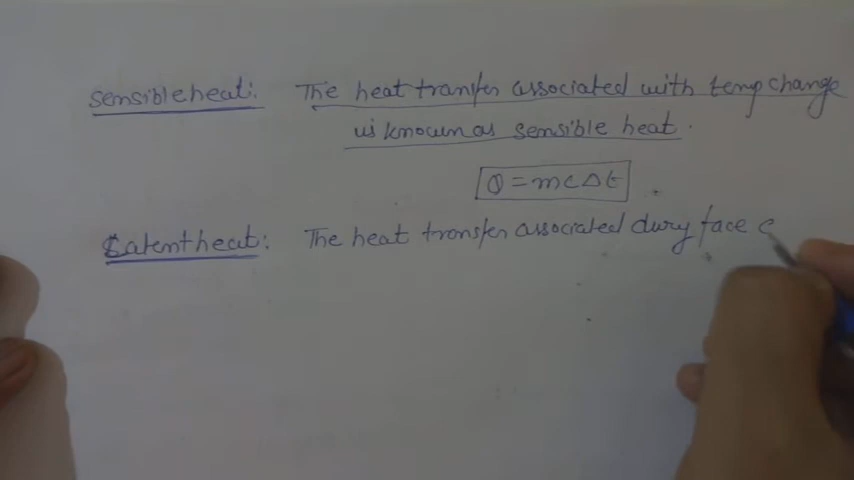 sensible heat: The heat transfer associated with temp change
is known as sensible heat.
Q = mcΔt
Latent heat: The heat transfer associated during face c